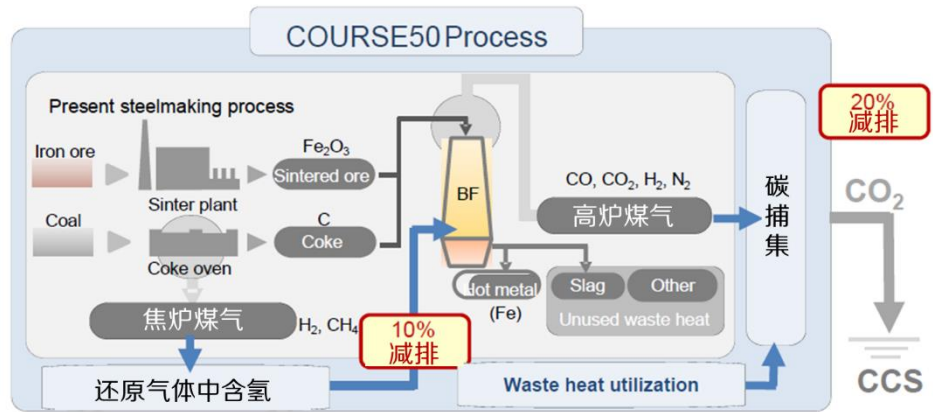 COURSE50 Process
Present steelmaking process
Iron ore
Sinter plant
Fe₂O₃
Sintered ore
Coal
Coke oven
C
Coke
BF
CO, CO₂, H₂, N₂
高炉煤气
Hot metal
(Fe)
Slag
Other
Unused waste heat
焦炉煤气
H₂, CH₄
10%
减排
还原气体中含氢
Waste heat utilization
碳
捕
集
20%
减排
CO₂
CCS